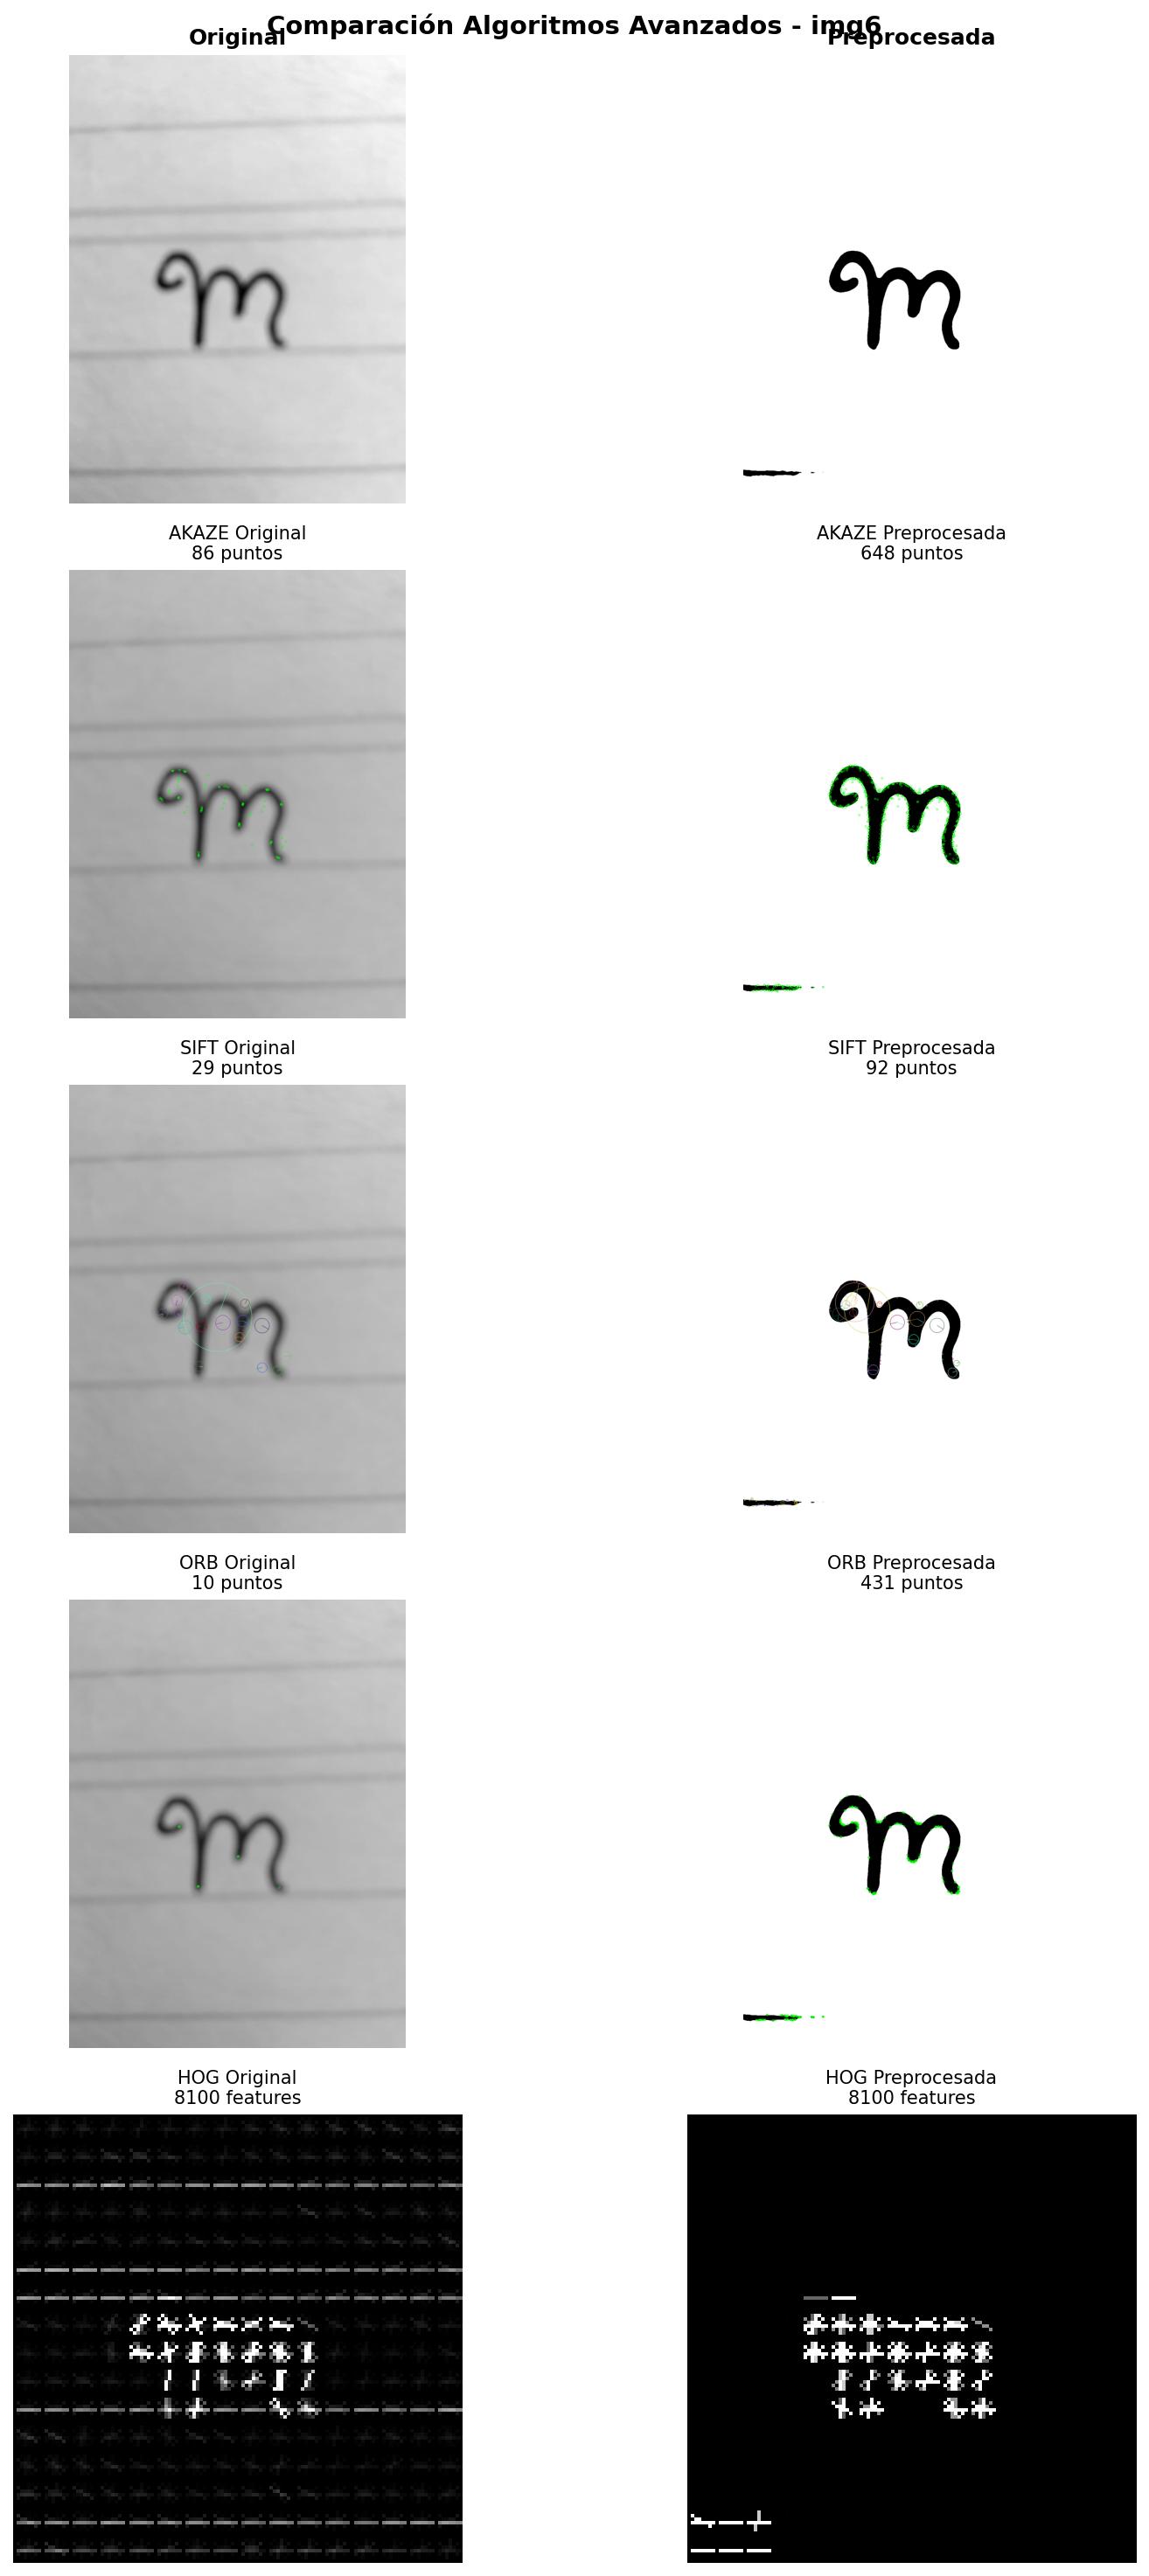 Comparación Algoritmos Avanzados - img6
Original
Preprocesada
m
m
AKAZE Original
86 puntos
AKAZE Preprocesada
648 puntos
m
m
SIFT Original
29 puntos
SIFT Preprocesada
92 puntos
m
m
ORB Original
10 puntos
ORB Preprocesada
431 puntos
m
m
HOG Original
8100 features
HOG Preprocesada
8100 features